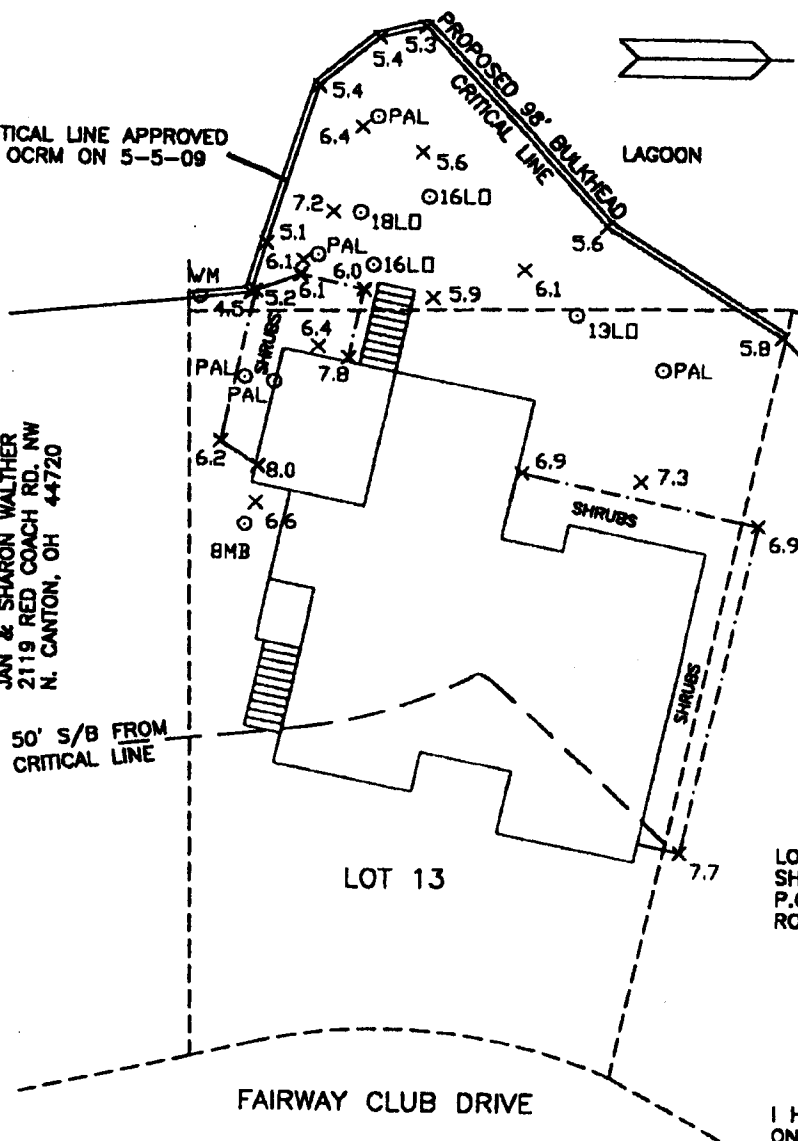 5.3
5.4
5.4
PROPOSED 98' BULKHEAD
CRITICAL LINE
LAGOON
TICAL LINE APPROVED
OCRM ON 5-5-09
PAL
6.4
5.6
16LO
7.2
18LO
5.6
5.1
PAL
6.1
6.0
16LO
6.1
6.1
WM
4.5
5.2
5.9
13LO
5.8
SHRUBS
6.4
7.8
PAL
PAL
PAL
6.2
8.0
6.9
7.3
6.6
SHRUBS
6.9
8MB
JAN & SHARON WALTHER
2119 RED COACH RD. NW
N. CANTON, OH 44720
SHRUBS
50' S/B FROM
CRITICAL LINE
7.7
LOT 13
LO
SH
P.O
RO
FAIRWAY CLUB DRIVE
I H
ON